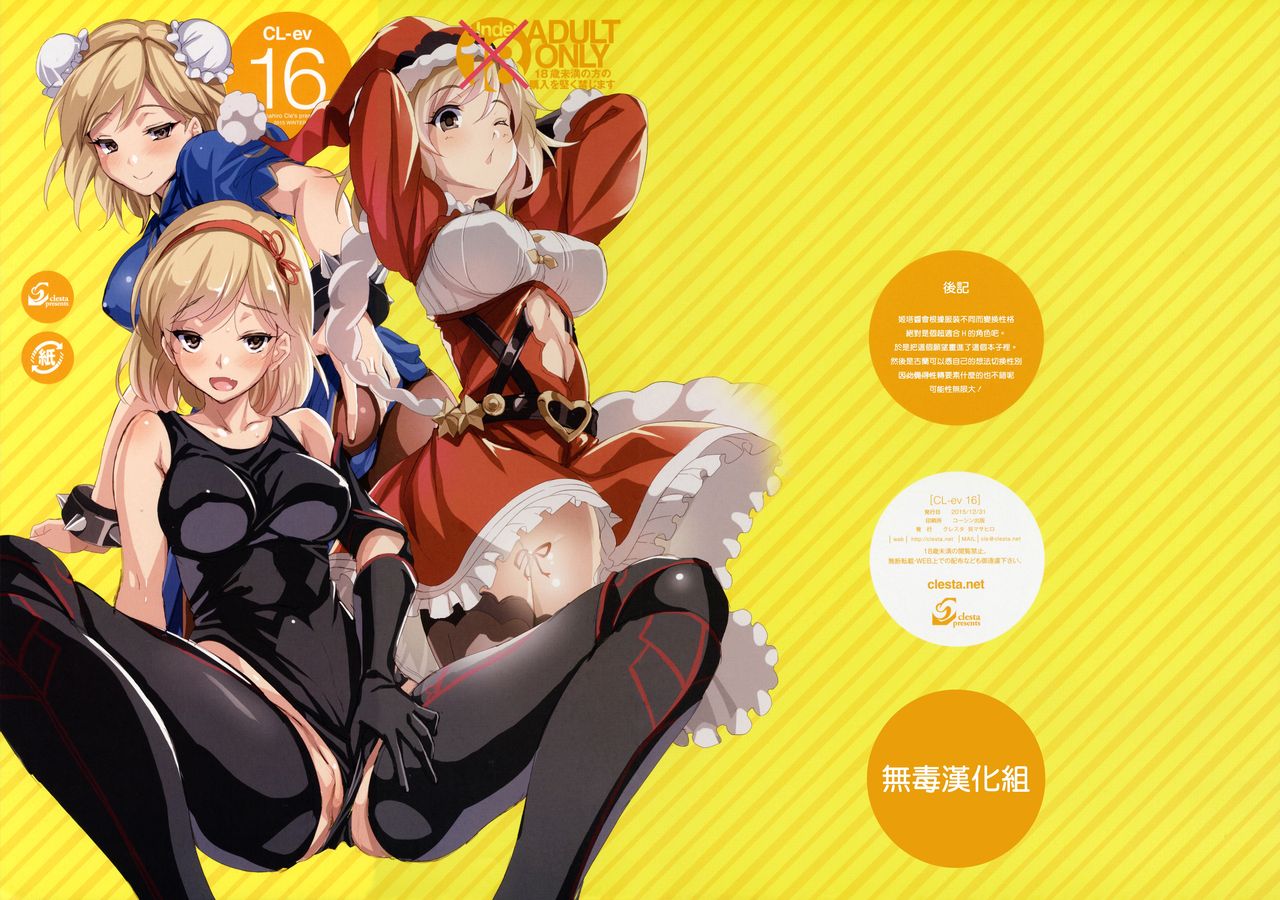 CL-ev
16
2015 WINTER
Inde
18
ADULT
ONLY
18歳未満の方の
購入を堅く禁じます
clesta
presents
紙
後記
姬塔醬會根據服裝不同而變換性格
絕對是個超適合H的角色吧。
於是把這個願望畫進了這個本子裡。
然後是古蘭可以憑自己的想法切換性別
因此覺得性轉要素什麼的也不錯呢
可能性無限大！
[CL-ev 16]
発行日 2015/12/31
印刷所 コーシン出版
発 行 クレスタ 呉マサヒロ
|web| http://clesta.net |MAIL| cle@clesta.net
18歳未満の閲覧禁止.
無断転載・WEB上での配布なども御遠慮下さい。
clesta.net
clesta
presents
無毒漢化組